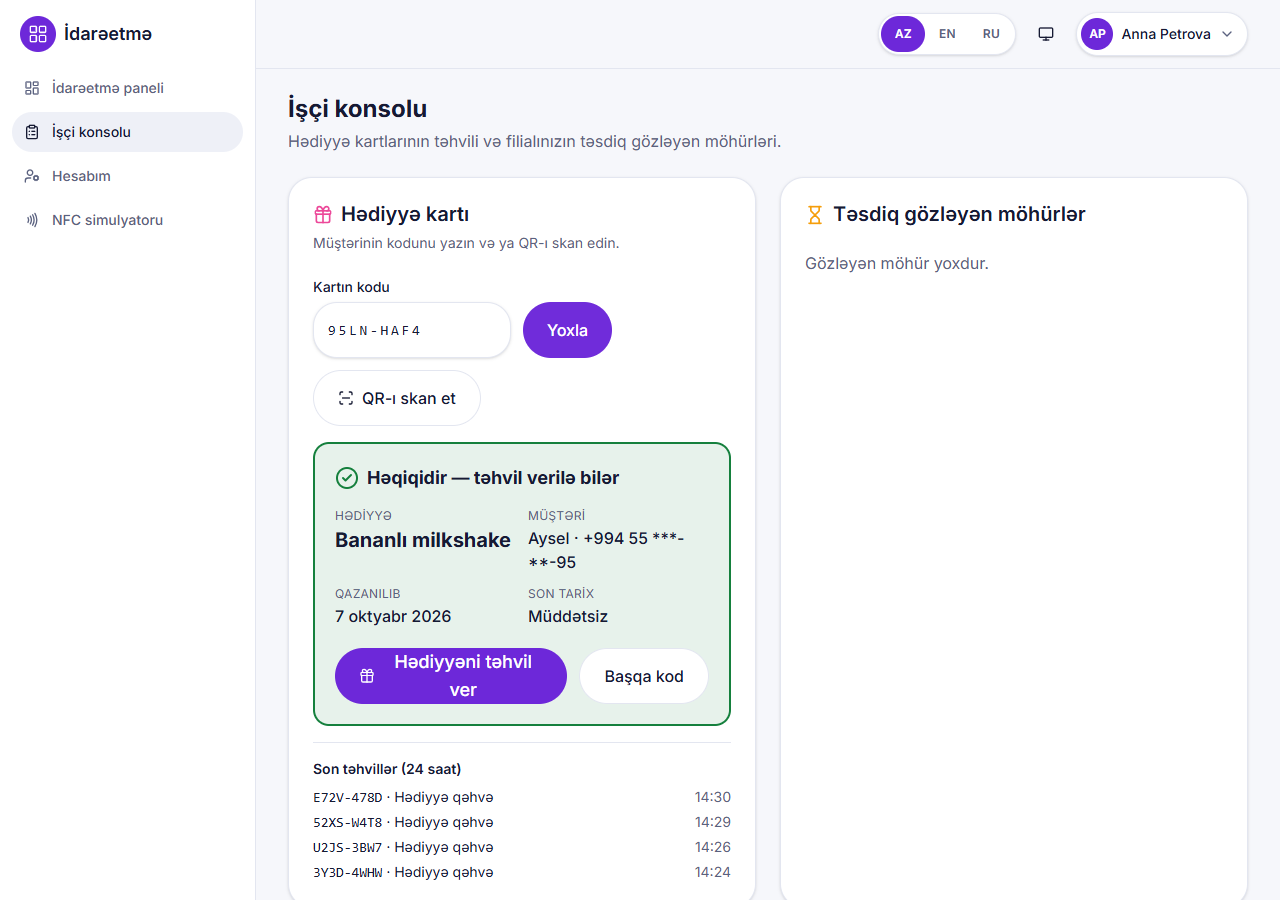 İdarəetmə
AZ EN RU
AP Anna Petrova
İdarəetmə paneli
İşçi konsolu
Hesabım
NFC simulyatoru
İşçi konsolu
Hədiyyə kartlarının təhvili və filialınızın təsdiq gözləyən möhürləri.
Hədiyyə kartı
Müştərinin kodunu yazın və ya QR-ı skan edin.
Kartın kodu
95LN-HAF4
Yoxla
QR-ı skan et
Həqiqidir — təhvil verilə bilər
HƏDİYYƏ
Bananlı milkshake
MÜŞTƏRİ
Aysel · +994 55 ***-
**-95
QAZANILIB
7 oktyabr 2026
SON TARİX
Müddətsiz
Hədiyyəni təhvil
ver
Başqa kod
Son təhvillər (24 saat)
E72V-478D · Hədiyyə qəhvə 14:30
52XS-W4T8 · Hədiyyə qəhvə 14:29
U2JS-3BW7 · Hədiyyə qəhvə 14:26
3Y3D-4WHW · Hədiyyə qəhvə 14:24
Təsdiq gözləyən möhürlər
Gözləyən möhür yoxdur.